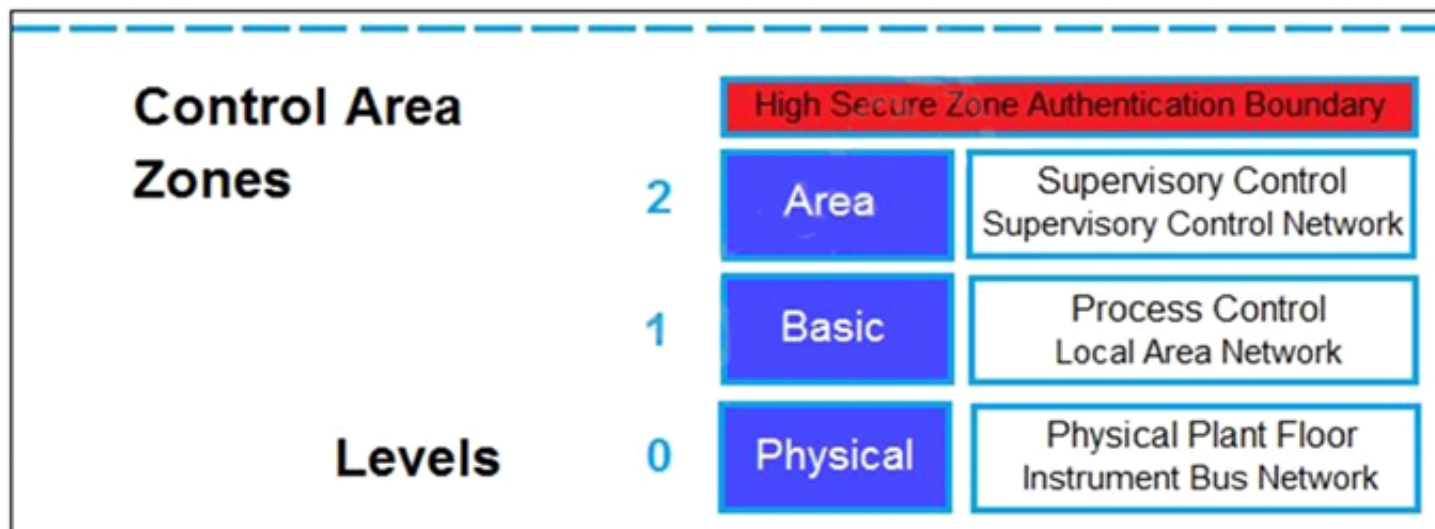 Control Area
Zones
High Secure Zone Authentication Boundary
2
Area
Supervisory Control
Supervisory Control Network
1
Basic
Process Control
Local Area Network
Levels
0
Physical
Physical Plant Floor
Instrument Bus Network